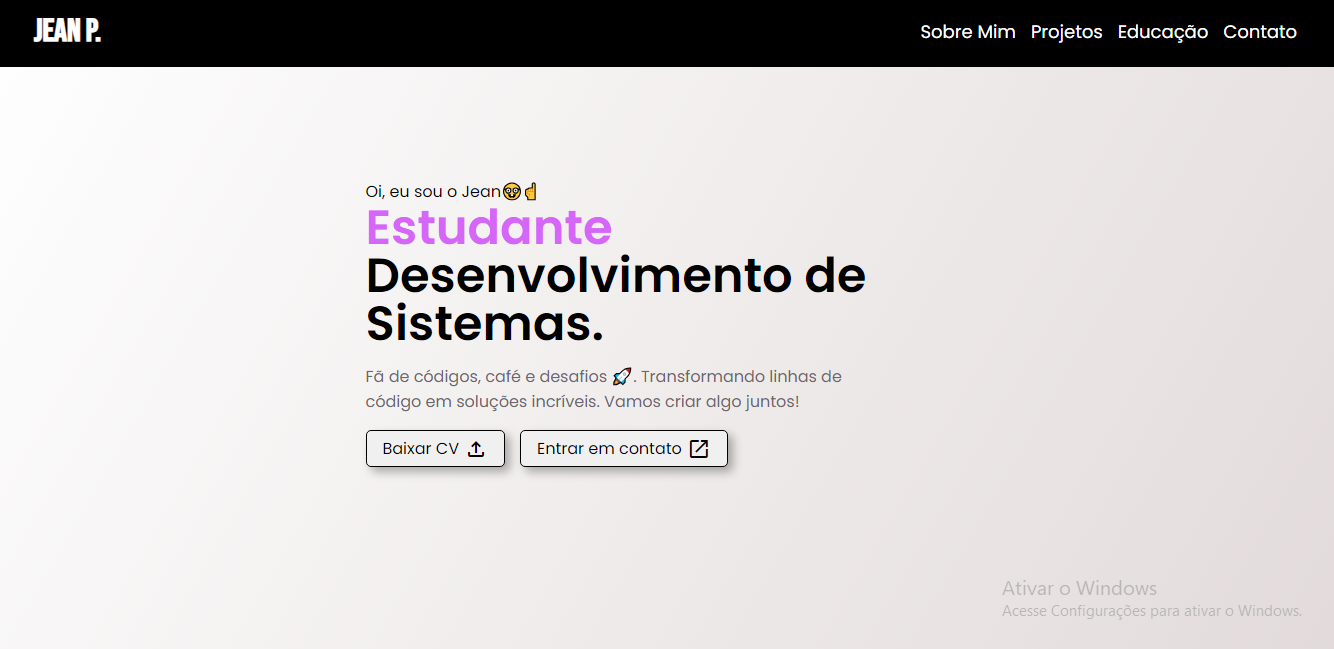 JEAN P.
Sobre Mim Projetos Educação Contato
Oi, eu sou o Jean🤓☝
Estudante
Desenvolvimento de
Sistemas.
Fã de códigos, café e desafios 🚀. Transformando linhas de
código em soluções incríveis. Vamos criar algo juntos!
Baixar CV Entrar em contato
Ativar o Windows
Acesse Configurações para ativar o Windows.